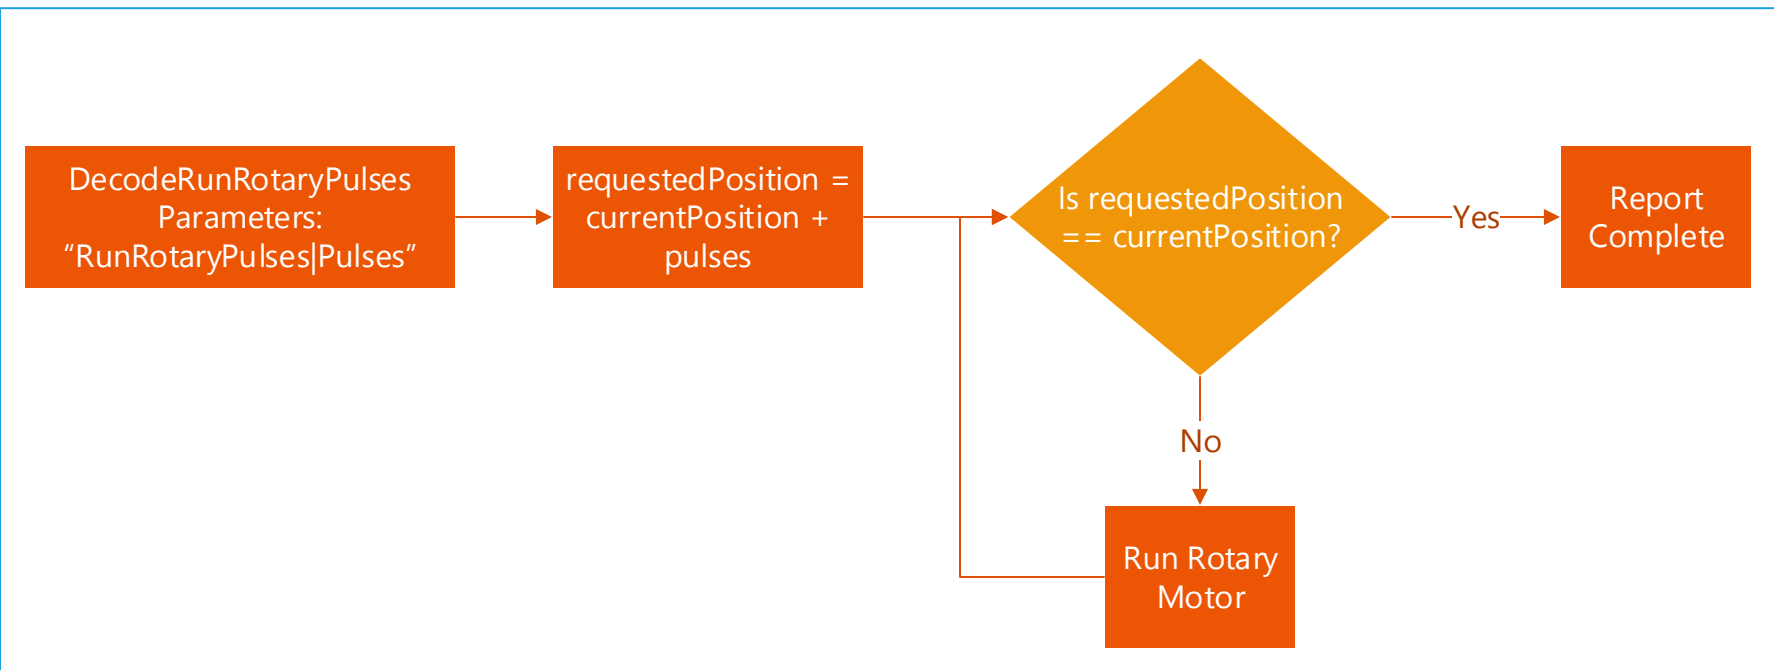 DecodeRunRotaryPulses
Parameters:
“RunRotaryPulses|Pulses”
requestedPosition =
currentPosition +
pulses
Is requestedPosition
== currentPosition?
Yes
Report
Complete
No
Run Rotary
Motor